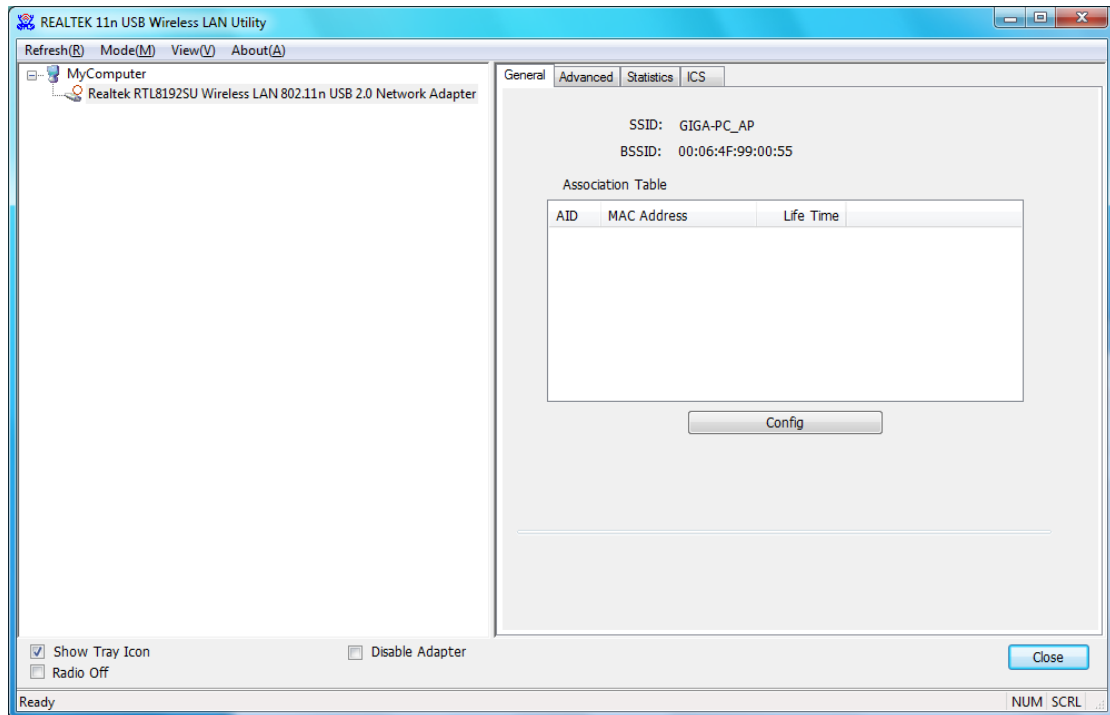 REALTEK 11n USB Wireless LAN Utility
Refresh(R) Mode(M) View(V) About(A)
MyComputer
Realtek RTL8192SU Wireless LAN 802.11n USB 2.0 Network Adapter
General Advanced Statistics ICS
SSID: GIGA-PC_AP
BSSID: 00:06:4F:99:00:55
Association Table
AID MAC Address Life Time
Config
Show Tray Icon Disable Adapter
Radio Off
Close
Ready NUM SCRL